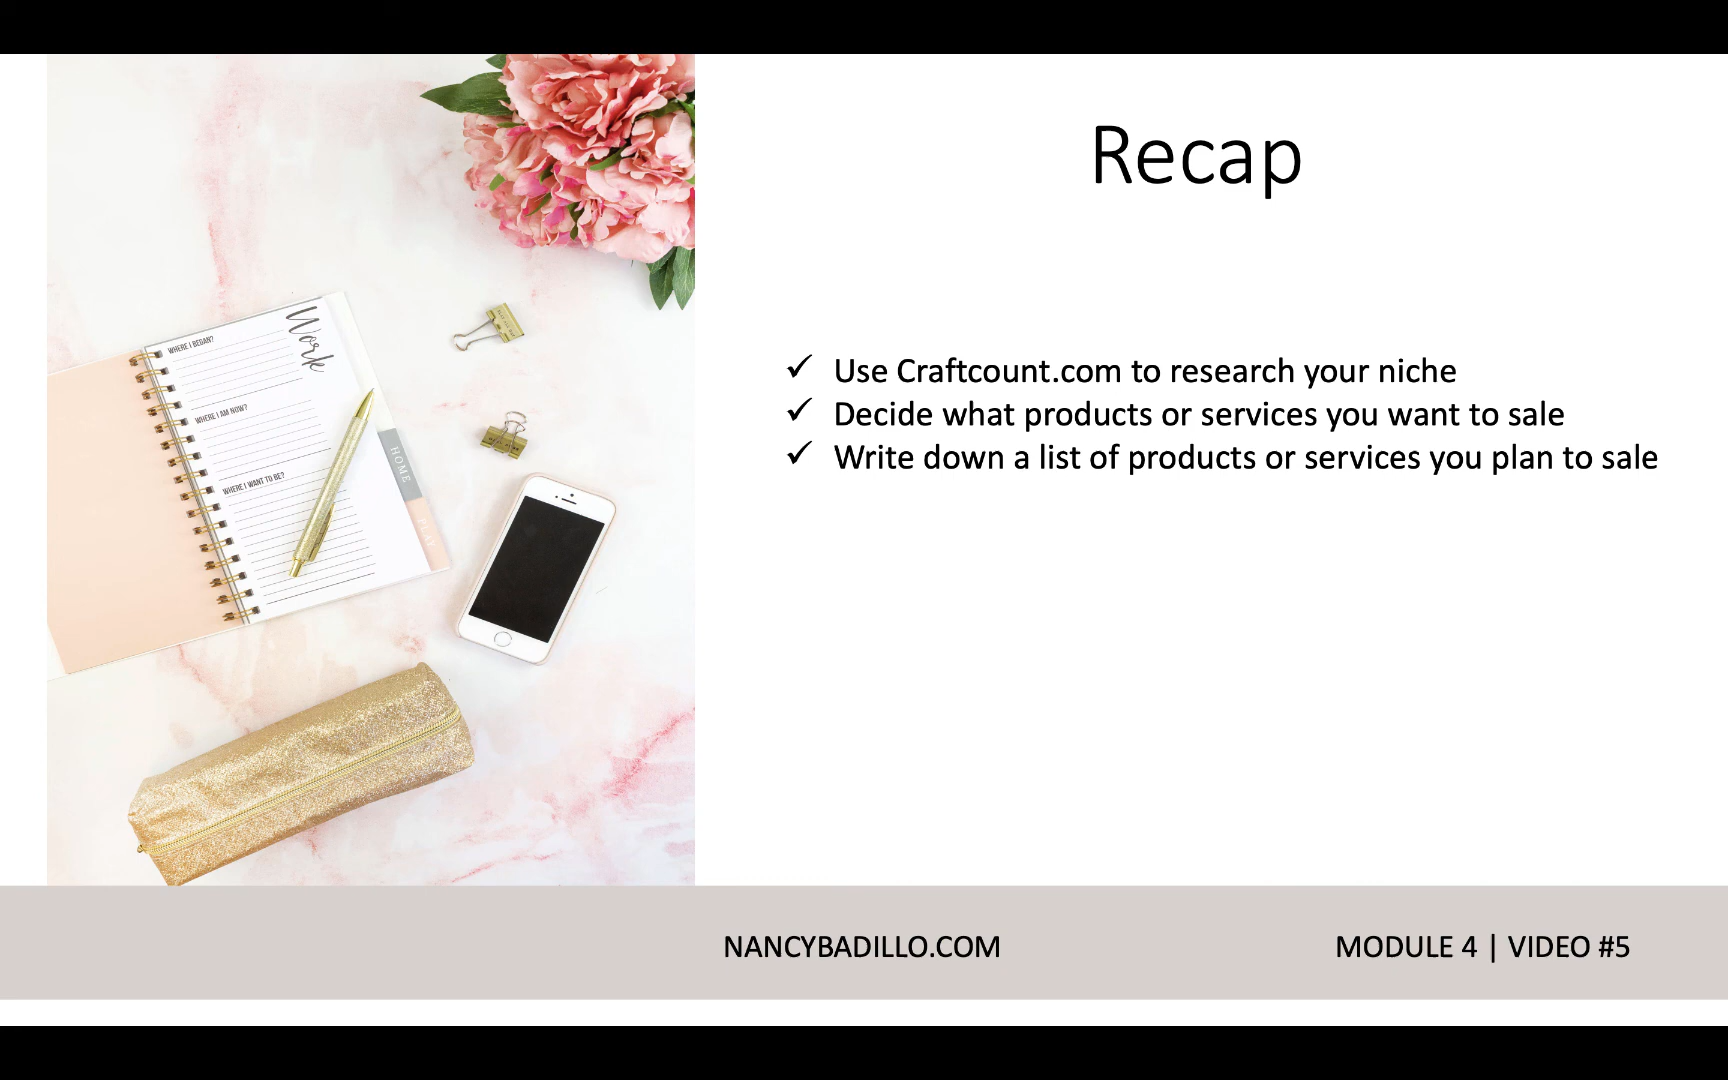 Recap
Use Craftcount.com to research your niche
Decide what products or services you want to sale
Write down a list of products or services you plan to sale
Work
WHERE I BEGAN?
WHERE I AM NOW?
WHERE I WANT TO BE?
HOME
PLAY
NANCYBADILLO.COM
MODULE 4 | VIDEO #5